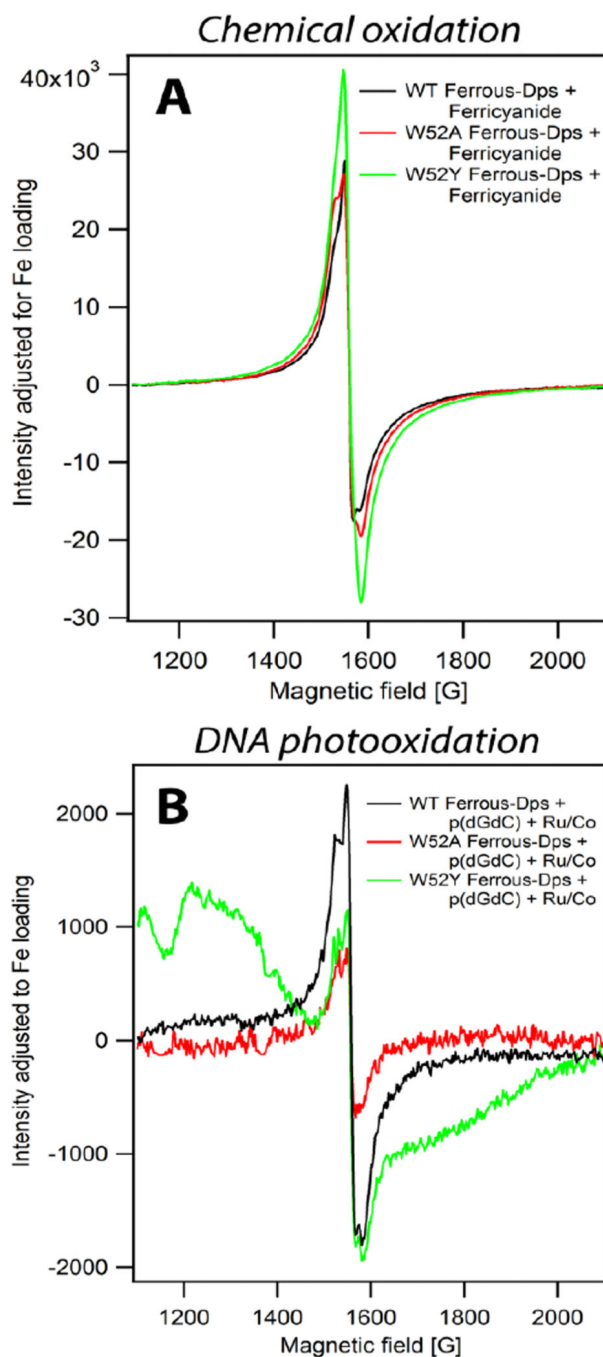 Chemical oxidation
A
WT Ferrous-Dps +
Ferricyanide
W52A Ferrous-Dps +
Ferricyanide
W52Y Ferrous-Dps +
Ferricyanide
Intensity adjusted for Fe loading
40x10³
30
20
10
0
-10
-20
-30
1200 1400 1600 1800 2000
Magnetic field [G]
DNA photooxidation
B
WT Ferrous-Dps +
p(dGdC) + Ru/Co
W52A Ferrous-Dps +
p(dGdC) + Ru/Co
W52Y Ferrous-Dps +
p(dGdC) + Ru/Co
Intensity adjusted to Fe loading
2000
1000
0
-1000
-2000
1200 1400 1600 1800 2000
Magnetic field [G]